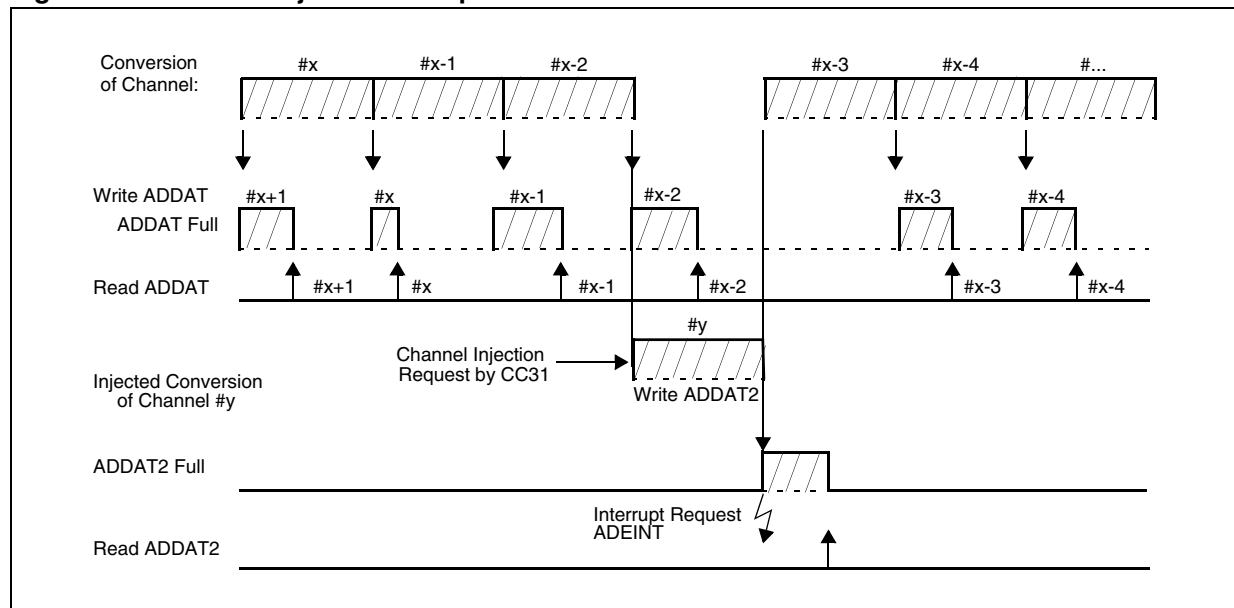 Conversion
of Channel:
#x
#x-1
#x-2
#x-3
#x-4
#...
Write ADDAT
ADDAT Full
#x+1
#x
#x-1
#x-2
#x-3
#x-4
Read ADDAT
#x+1
#x
#x-1
#x-2
#x-3
#x-4
#y
Channel Injection
Request by CC31
Write ADDAT2
Injected Conversion
of Channel #y
ADDAT2 Full
Interrupt Request
ADEINT
Read ADDAT2